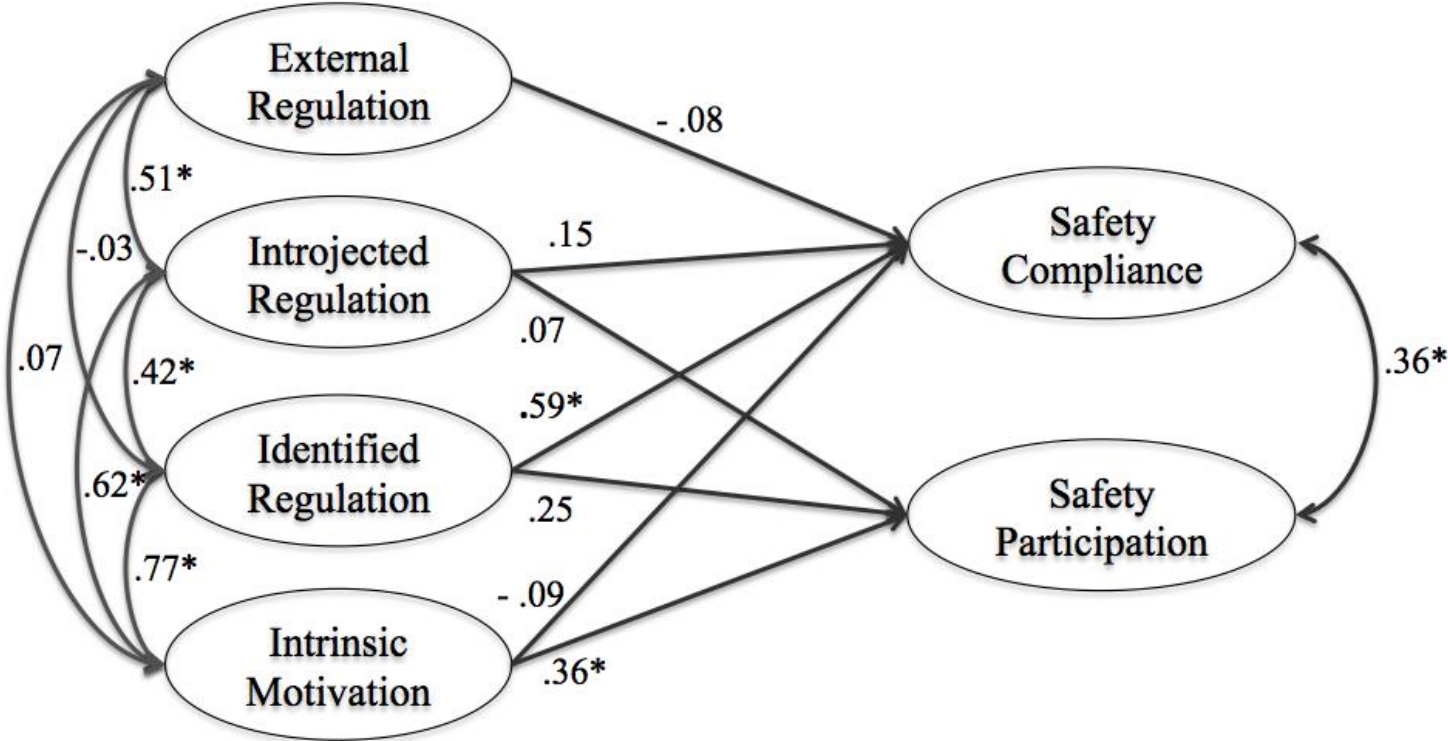 External
Regulation
- .08
.51*
Safety
Compliance
Introjected
Regulation
.15
-.03
.07
.07
.42*
.36*
.59*
Identified
Regulation
.62*
.25
Safety
Participation
.77*
- .09
Intrinsic
Motivation
.36*